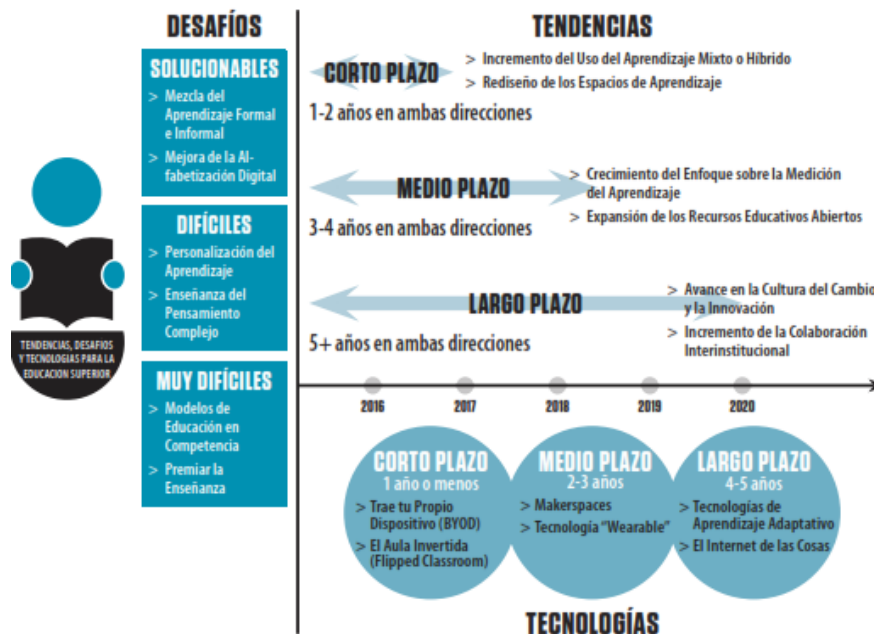 DESAFÍOS
SOLUCIONABLES
> Mezcla del
Aprendizaje Formal
e Informal
> Mejora de la Al-
fabetización Digital
DIFÍCILES
> Personalización del
Aprendizaje
> Enseñanza del
Pensamiento
Complejo
MUY DIFÍCILES
> Modelos de
Educación en
Competencia
> Premiar la
Enseñanza
TENDENCIAS, DESAFIOS
Y TECNOLOGIAS PARA LA
EDUCACION SUPERIOR
TENDENCIAS
CORTO PLAZO
1-2 años en ambas direcciones
> Incremento del Uso del Aprendizaje Mixto o Híbrido
> Rediseño de los Espacios de Aprendizaje
MEDIO PLAZO
3-4 años en ambas direcciones
> Crecimiento del Enfoque sobre la Medición
del Aprendizaje
> Expansión de los Recursos Educativos Abiertos
LARGO PLAZO
5+ años en ambas direcciones
> Avance en la Cultura del Cambio
y la Innovación
> Incremento de la Colaboración
Interinstitucional
2016 2017 2018 2019 2020
CORTO PLAZO
1 año o menos
> Trae tu Propio
Dispositivo (BYOD)
> El Aula Invertida
(Flipped Classroom)
MEDIO PLAZO
2-3 años
> Makerspaces
> Tecnología "Wearable"
LARGO PLAZO
4-5 años
> Tecnologías de
Aprendizaje Adaptativo
> El Internet de las Cosas
TECNOLOGÍAS